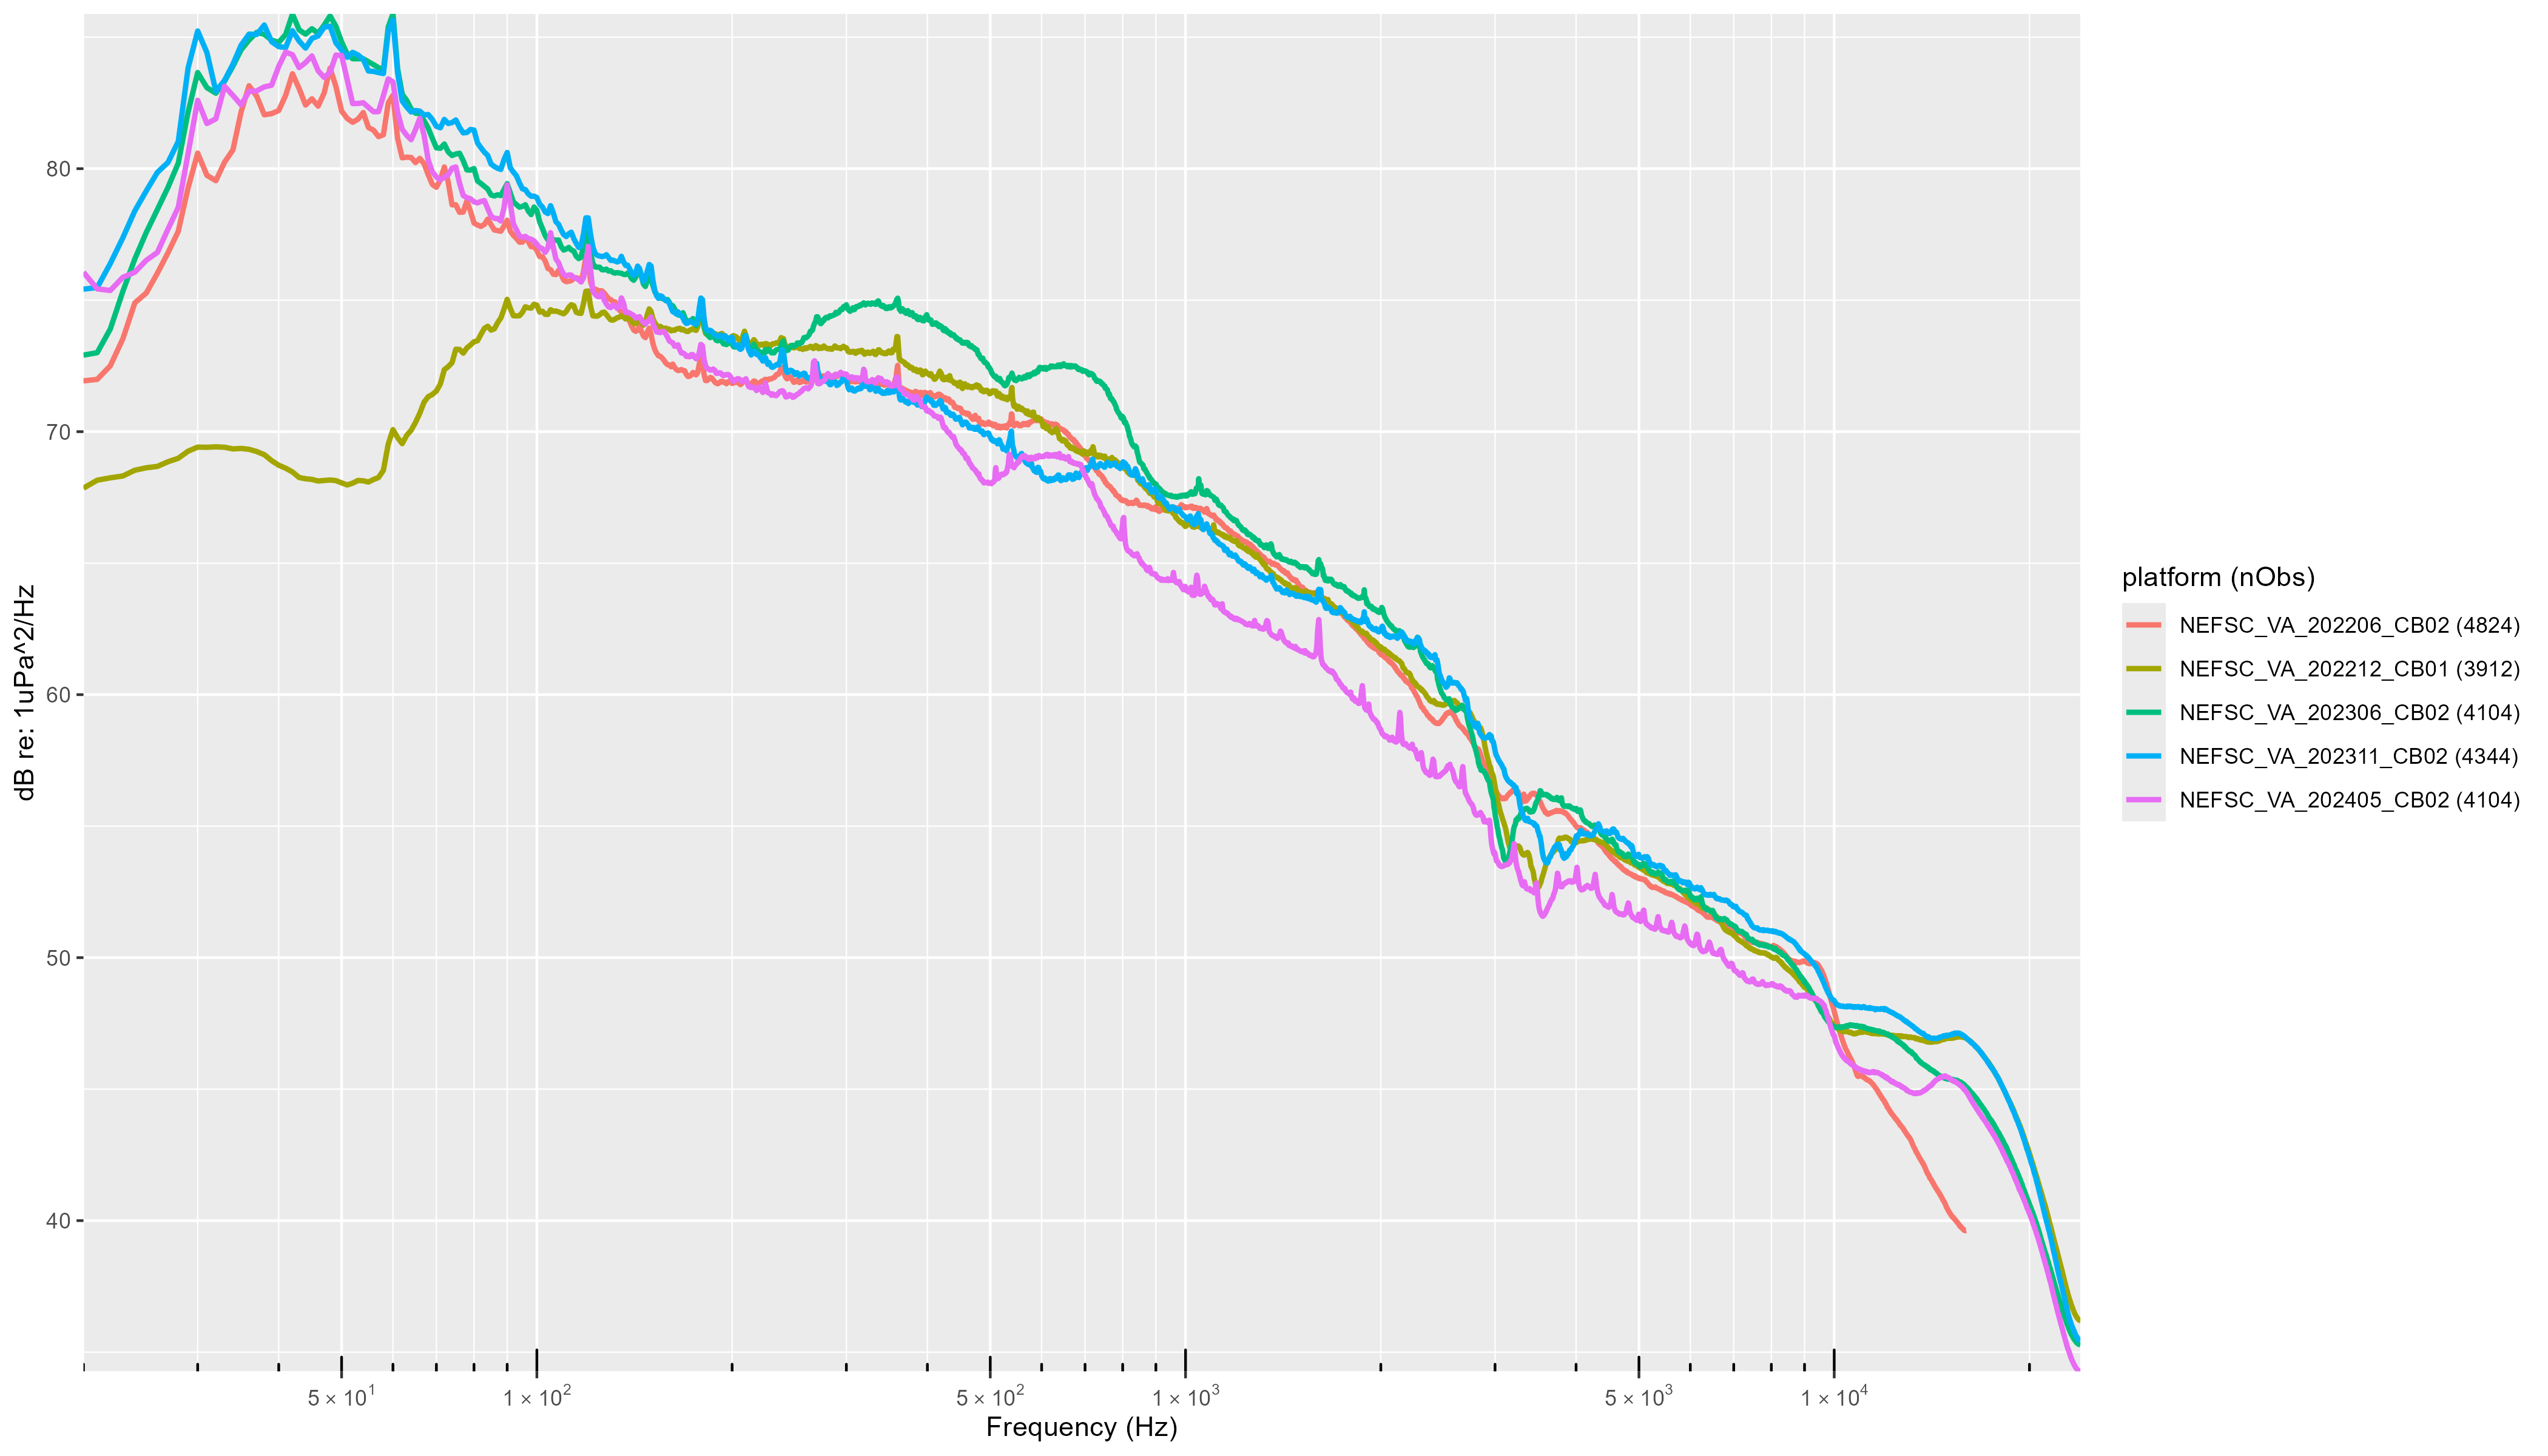 80
70
60
50
40
dB re: 1uPa^2/Hz
5 × 10¹
1 × 10²
5 × 10²
1 × 10³
5 × 10³
1 × 10⁴
Frequency (Hz)
platform (nObs)
NEFSC_VA_202206_CB02 (4824)
NEFSC_VA_202212_CB01 (3912)
NEFSC_VA_202306_CB02 (4104)
NEFSC_VA_202311_CB02 (4344)
NEFSC_VA_202405_CB02 (4104)